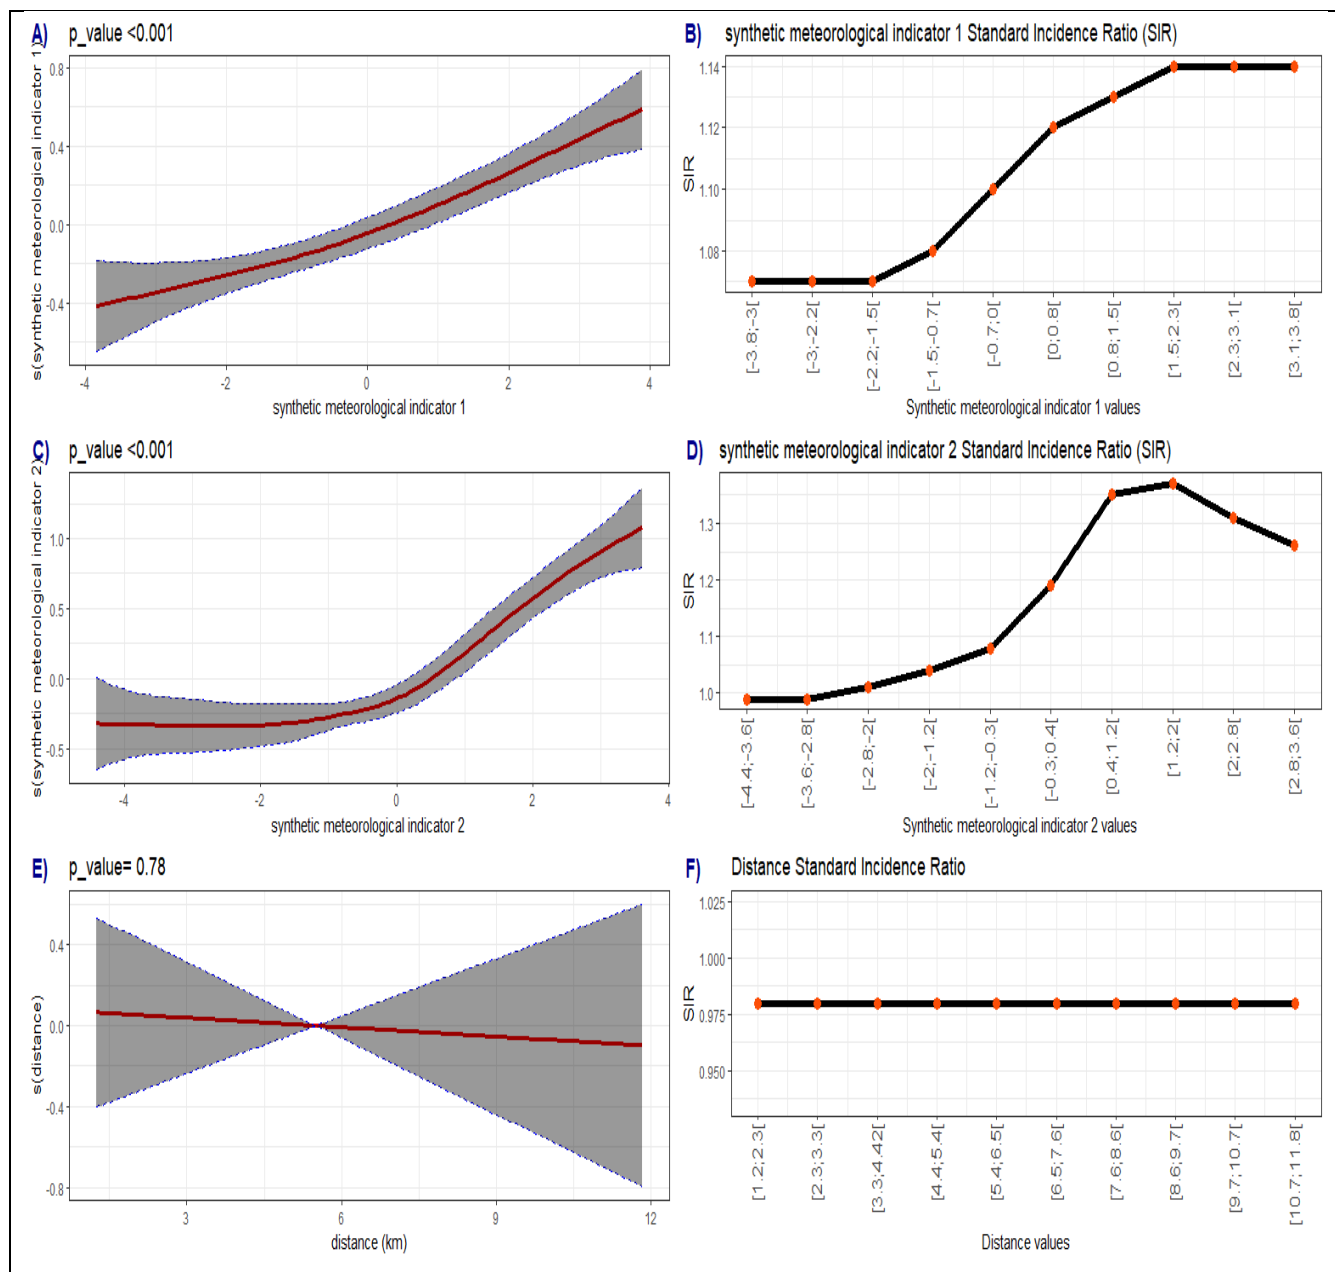 A) p_value <0.001
s(synthetic meteorological indicator 1)
0.8
0.4
0.0
-0.4
-4 -2 0 2 4
synthetic meteorological indicator 1
B) synthetic meteorological indicator 1 Standard Incidence Ratio (SIR)
SIR
1.14
1.12
1.10
1.08
[-3.8;-3[
[-3;-2.2[
[-2.2;-1.5[
[-1.5;-0.7[
[-0.7;0[
[0;0.8[
[0.8;1.5[
[1.5;2.3[
[2.3;3.1[
[3.1;3.8[
Synthetic meteorological indicator 1 values
C) p_value <0.001
s(synthetic meteorological indicator 2)
1.0
0.5
0.0
-0.5
-4 -2 0 2 4
synthetic meteorological indicator 2
D) synthetic meteorological indicator 2 Standard Incidence Ratio (SIR)
SIR
1.3
1.2
1.1
1.0
[-4.4;-3.6[
[-3.6;-2.8[
[-2.8;-2[
[-2;-1.2[
[-1.2;-0.3[
[-0.3;0.4[
[0.4;1.2[
[1.2;2[
[2;2.8[
[2.8;3.6[
Synthetic meteorological indicator 2 values
E) p_value= 0.78
s(distance)
0.4
0.0
-0.4
-0.8
3 6 9 12
distance (km)
F) Distance Standard Incidence Ratio
SIR
1.025
1.000
0.975
0.950
[1.2;2.3[
[2.3;3.3[
[3.3;4.42[
[4.4;5.4[
[5.4;6.5[
[6.5;7.6[
[7.6;8.6[
[8.6;9.7[
[9.7;10.7[
[10.7;11.8[
Distance values